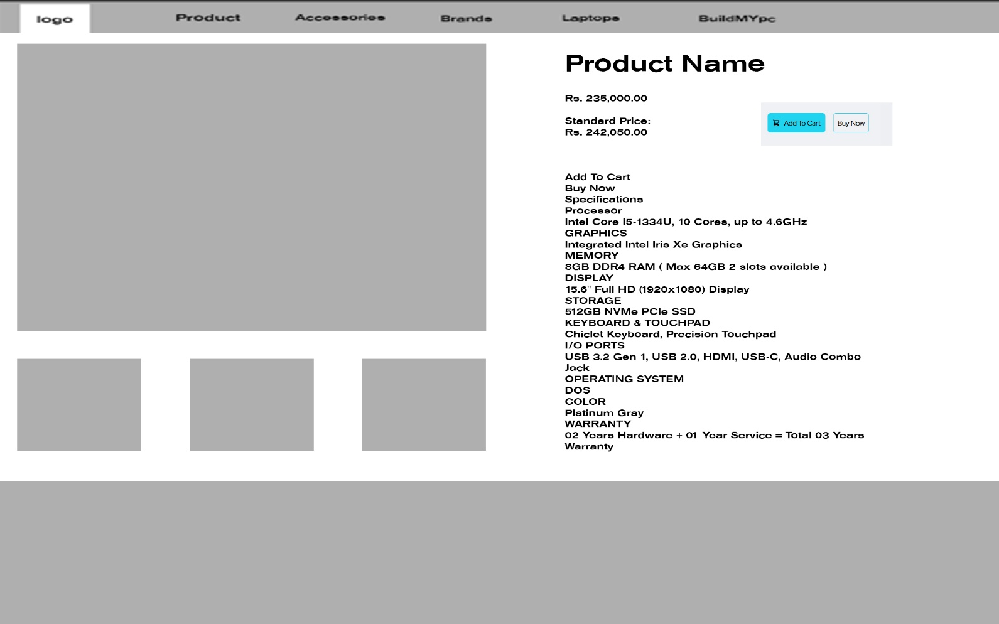 logo
Product
Accessories
Brands
Laptops
BuildMYpc
Product Name
Rs. 235,000.00
Standard Price:
Rs. 242,050.00
Add To Cart
Buy Now
Add To Cart
Buy Now
Specifications
Processor
Intel Core i5-1334U, 10 Cores, up to 4.6GHz
GRAPHICS
Integrated Intel Iris Xe Graphics
MEMORY
8GB DDR4 RAM ( Max 64GB 2 slots available )
DISPLAY
15.6" Full HD (1920x1080) Display
STORAGE
512GB NVMe PCIe SSD
KEYBOARD & TOUCHPAD
Chiclet Keyboard, Precision Touchpad
I/O PORTS
USB 3.2 Gen 1, USB 2.0, HDMI, USB-C, Audio Combo
Jack
OPERATING SYSTEM
DOS
COLOR
Platinum Gray
WARRANTY
02 Years Hardware + 01 Year Service = Total 03 Years
Warranty